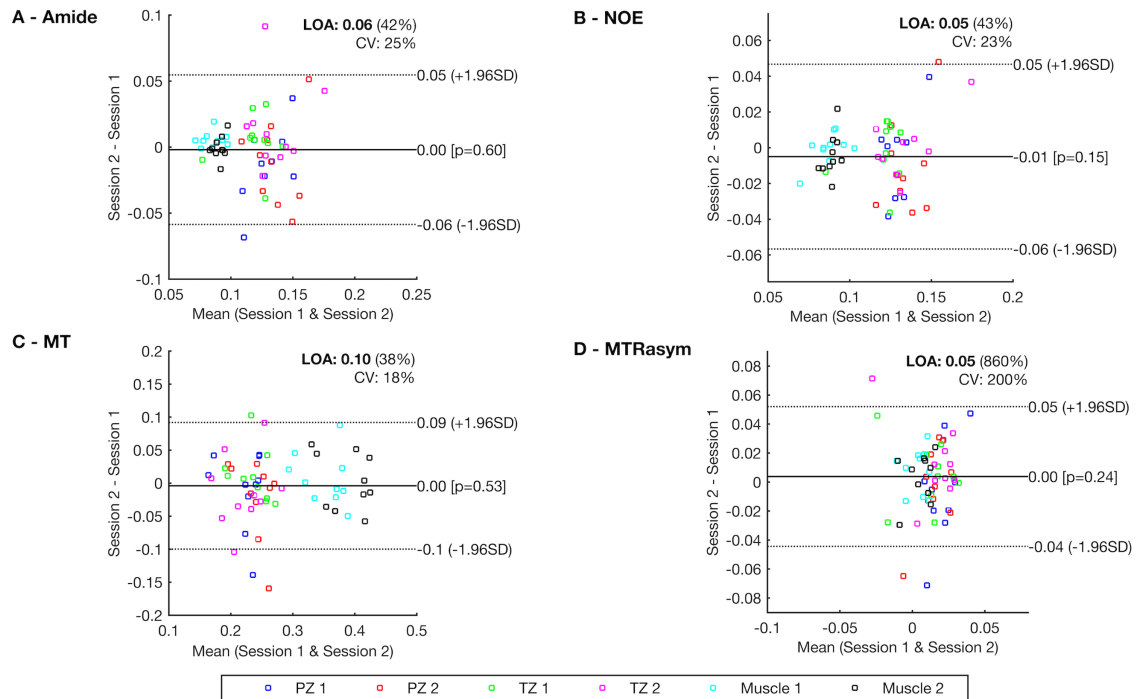 A - Amide
LOA: 0.06 (42%)
CV: 25%
Session 2 - Session 1
0.1
0.05
0
-0.05
-0.1
0.05 (+1.96SD)
0.00 [p=0.60]
-0.06 (-1.96SD)
0.05 0.1 0.15 0.2 0.25
Mean (Session 1 & Session 2)
B - NOE
LOA: 0.05 (43%)
CV: 23%
Session 2 - Session 1
0.06
0.04
0.02
0
-0.02
-0.04
-0.06
0.05 (+1.96SD)
-0.01 [p=0.15]
-0.06 (-1.96SD)
0.05 0.1 0.15 0.2
Mean (Session 1 & Session 2)
C - MT
LOA: 0.10 (38%)
CV: 18%
Session 2 - Session 1
0.2
0.15
0.1
0.05
0
-0.05
-0.1
-0.15
-0.2
0.09 (+1.96SD)
0.00 [p=0.53]
-0.1 (-1.96SD)
0.1 0.2 0.3 0.4 0.5
Mean (Session 1 & Session 2)
D - MTRasym
LOA: 0.05 (860%)
CV: 200%
Session 2 - Session 1
0.08
0.06
0.04
0.02
0
-0.02
-0.04
-0.06
-0.08
0.05 (+1.96SD)
0.00 [p=0.24]
-0.04 (-1.96SD)
-0.1 -0.05 0 0.05
Mean (Session 1 & Session 2)
PZ 1 PZ 2 TZ 1 TZ 2 Muscle 1 Muscle 2